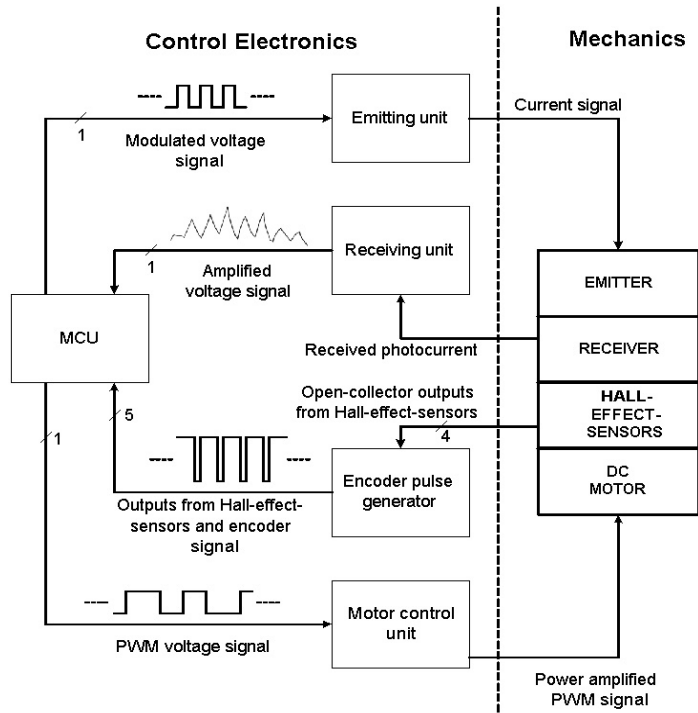 Control Electronics
Mechanics
1
Modulated voltage
signal
Emitting unit
Current signal
1
Amplified
voltage signal
Receiving unit
EMITTER
MCU
Received photocurrent
RECEIVER
5
Open-collector outputs
from Hall-effect-sensors
4
HALL-
EFFECT-
SENSORS
1
Outputs from Hall-effect-
sensors and encoder
signal
Encoder pulse
generator
DC
MOTOR
PWM voltage signal
Motor control
unit
Power amplified
PWM signal